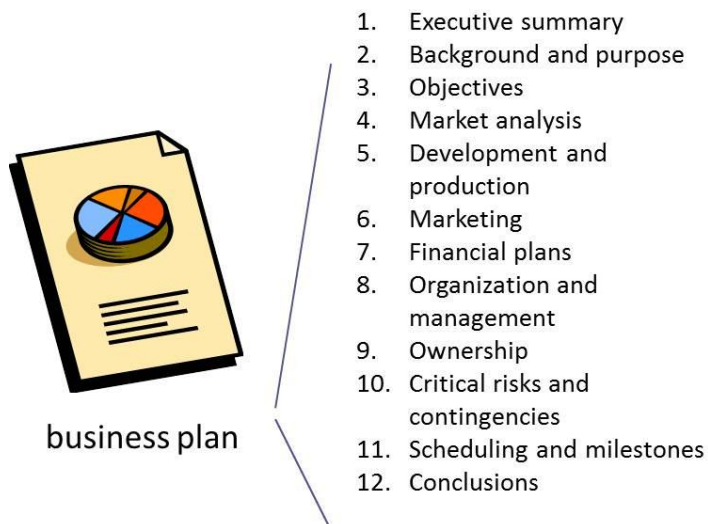 1. Executive summary
2. Background and purpose
3. Objectives
4. Market analysis
5. Development and
production
6. Marketing
7. Financial plans
8. Organization and
management
9. Ownership
10. Critical risks and
contingencies
11. Scheduling and milestones
12. Conclusions
business plan